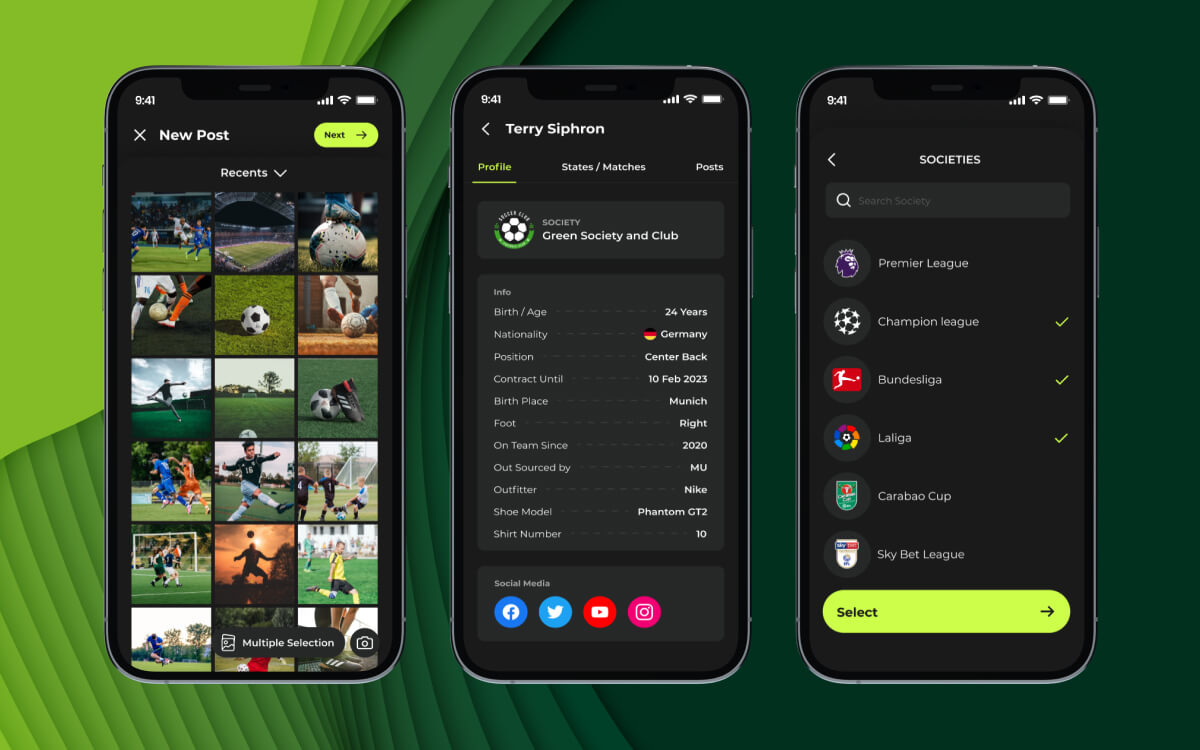 9:41
New Post
Next
Recents
16
Multiple Selection
9:41
Terry Siphron
Profile
States / Matches
Posts
SOCCER CLUB
SOCIETY
Green Society and Club
Info
Birth / Age 24 Years
Nationality Germany
Position Center Back
Contract Until 10 Feb 2023
Birth Place Munich
Foot Right
On Team Since 2020
Out Sourced by MU
Outfitter Nike
Shoe Model Phantom GT2
Shirt Number 10
Social Media
9:41
SOCIETIES
Search Society
Premier League
Champion league
Bundesliga
Laliga
Carabao Cup
sky bet
EFL
Sky Bet League
Select